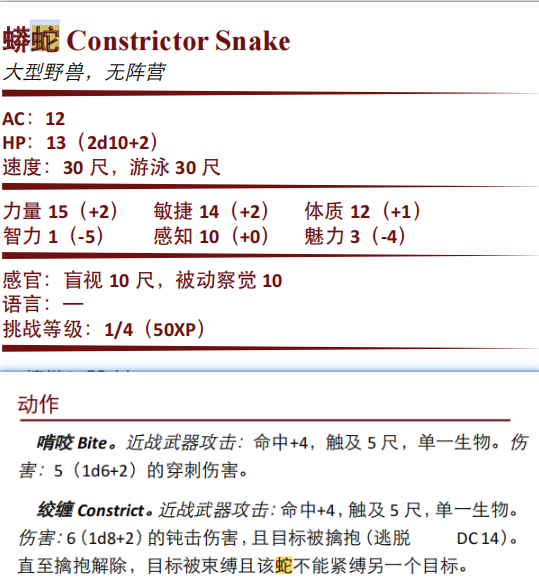 蟒蛇 Constrictor Snake
大型野兽，无阵营
AC：12
HP：13（2d10+2）
速度：30 尺，游泳 30 尺
力量 15（+2） 敏捷 14（+2） 体质 12（+1）
智力 1（-5） 感知 10（+0） 魅力 3（-4）
感官：盲视 10 尺，被动察觉 10
语言：—
挑战等级：1/4（50XP）
动作
啃咬 Bite。近战武器攻击：命中+4，触及 5 尺，单一生物。伤
害：5（1d6+2）的穿刺伤害。
绞缠 Constrict。近战武器攻击：命中+4，触及 5 尺，单一生物。
伤害：6（1d8+2）的钝击伤害，且目标被擒抱（逃脱 DC 14）。
直至擒抱解除，目标被束缚且该蛇不能紧缚另一个目标。